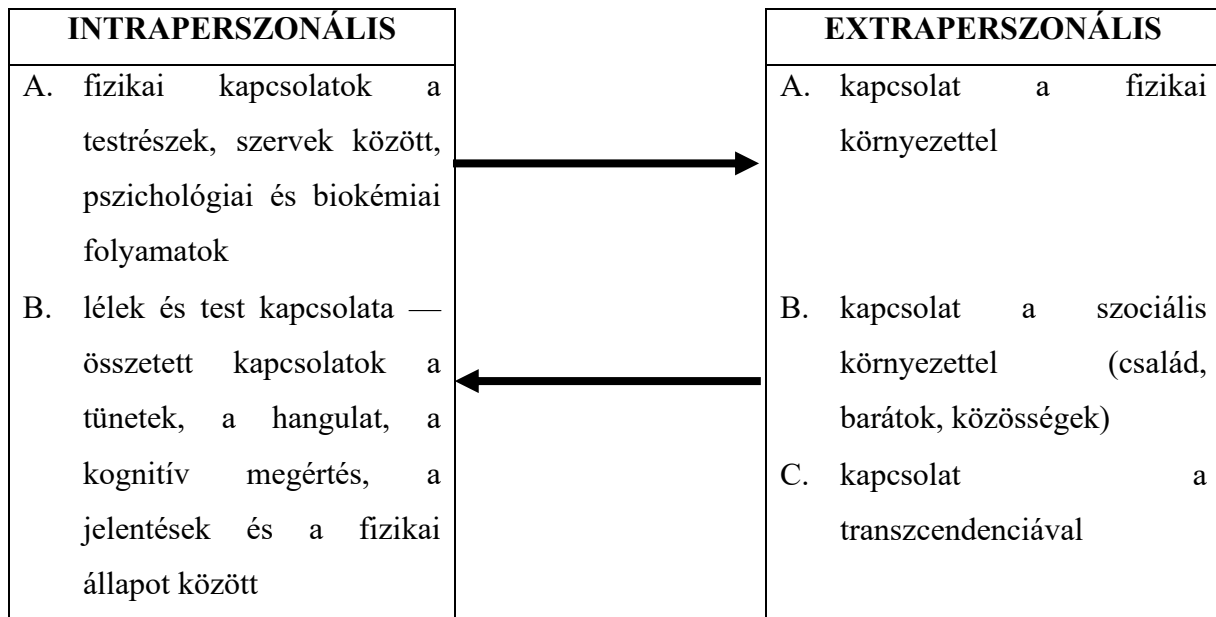 INTRAPERSZONÁLIS
A. fizikai kapcsolatok a
testrészek, szervek között,
pszichológiai és biokémiai
folyamatok
B. lélek és test kapcsolata —
összetett kapcsolatok a
tünetek, a hangulat, a
kognitív megértés, a
jelentések és a fizikai
állapot között
EXTRAPERSZONÁLIS
A. kapcsolat a fizikai
környezettel
B. kapcsolat a szociális
környezettel (család,
barátok, közösségek)
C. kapcsolat a
transzcendenciával